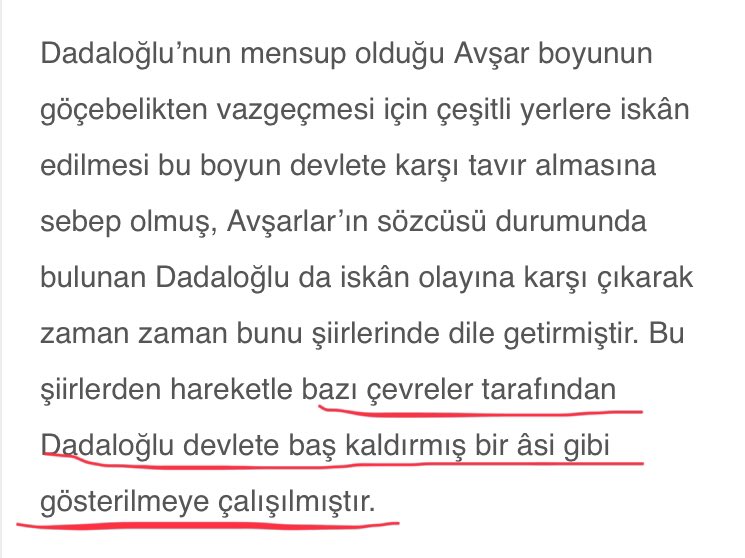 Dadaloğlu’nun mensup olduğu Avşar boyunun
göçebelikten vazgeçmesi için çeşitli yerlere iskân
edilmesi bu boyun devlete karşı tavır almasına
sebep olmuş, Avşarlar’ın sözcüsü durumunda
bulunan Dadaloğlu da iskân olayına karşı çıkarak
zaman zaman bunu şiirlerinde dile getirmiştir. Bu
şiirlerden hareketle bazı çevreler tarafından
Dadaloğlu devlete baş kaldırmış bir âsi gibi
gösterilmeye çalışılmıştır.